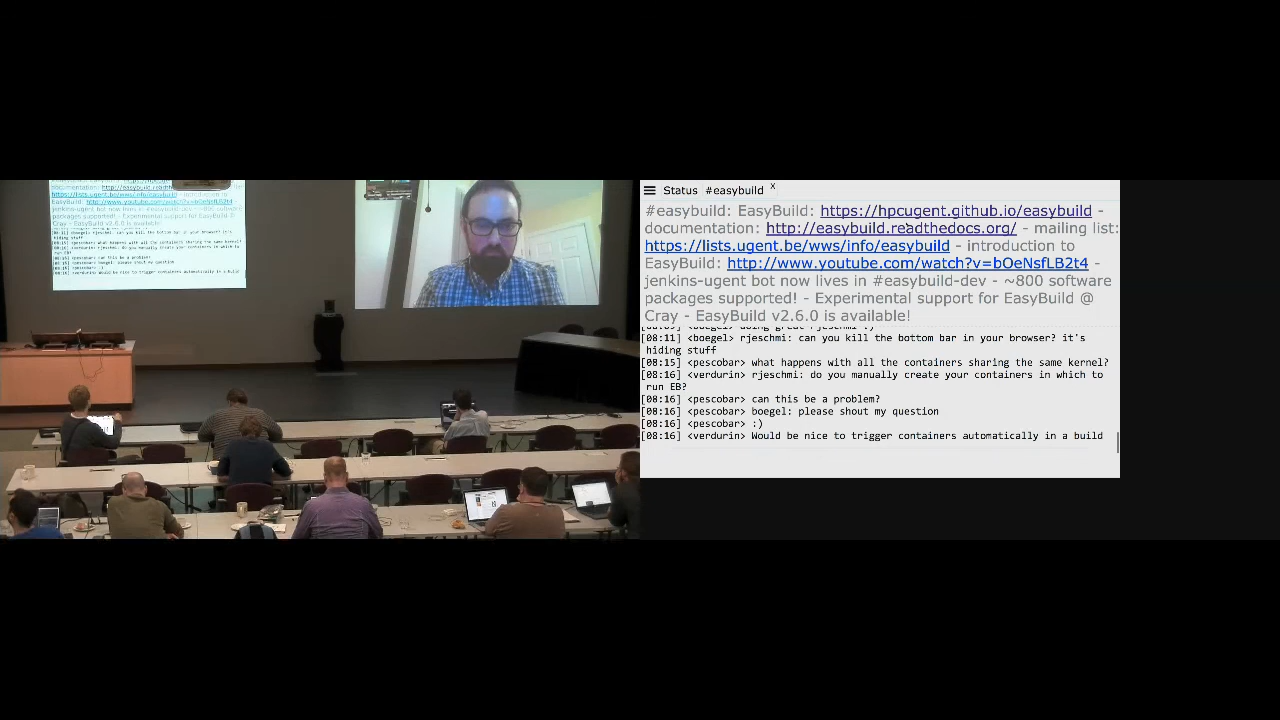 Status #easybuild x
#easybuild: EasyBuild: https://hpcugent.github.io/easybuild -
documentation: http://easybuild.readthedocs.org/ - mailing list:
https://lists.ugent.be/wws/info/easybuild - introduction to
EasyBuild: http://www.youtube.com/watch?v=bOeNsfLB2t4 -
jenkins-ugent bot now lives in #easybuild-dev - ~800 software
packages supported! - Experimental support for EasyBuild @
Cray - EasyBuild v2.6.0 is available!
[08:09] <boegel> doing great rjeschmi :)
[08:11] <boegel> rjeschmi: can you kill the bottom bar in your browser? it's
hiding stuff
[08:15] <pescobar> what happens with all the containers sharing the same kernel?
[08:16] <verdurin> rjeschmi: do you manually create your containers in which to
run EB?
[08:16] <pescobar> can this be a problem?
[08:16] <pescobar> boegel: please shout my question
[08:16] <pescobar> :)
[08:16] <verdurin> Would be nice to trigger containers automatically in a build